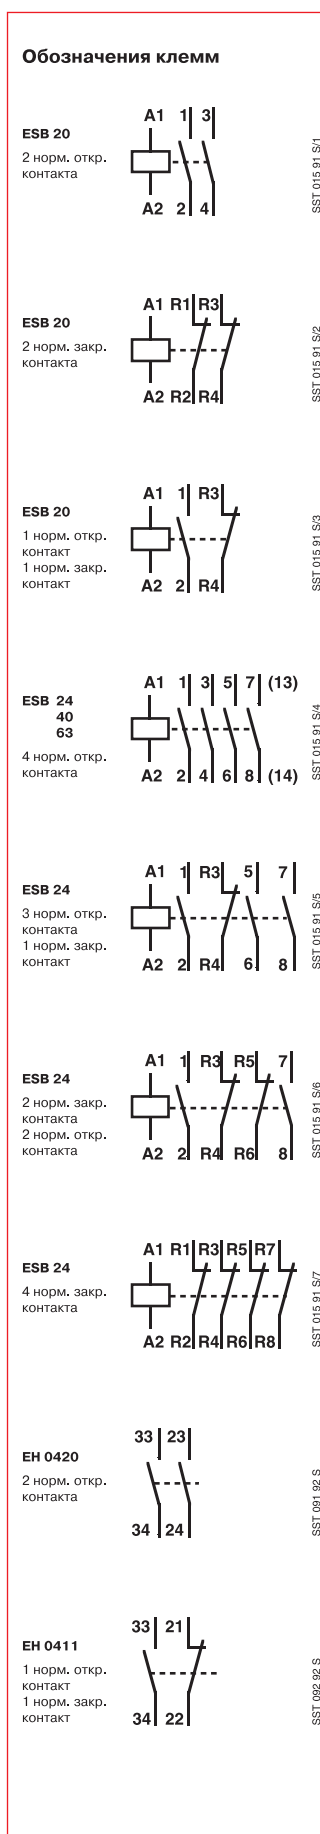 Обозначения клемм
A1 1 3
ESB 20
2 норм. откр.
контакта
A2 2 4
SST 015 91 S/1
A1 R1 R3
ESB 20
2 норм. закр.
контакта
A2 R2 R4
SST 015 91 S/2
A1 1 R3
ESB 20
1 норм. откр.
контакт
1 норм. закр.
контакт
A2 2 R4
SST 015 91 S/3
A1 1 3 5 7 (13)
ESB 24
40
63
4 норм. откр.
контакта
A2 2 4 6 8 (14)
SST 015 91 S/4
A1 1 R3 5 7
ESB 24
3 норм. откр.
контакта
1 норм. закр.
контакт
A2 2 R4 6 8
SST 015 91 S/5
A1 1 R3 R5 7
ESB 24
2 норм. закр.
контакта
2 норм. откр.
контакта
A2 2 R4 R6 8
SST 015 91 S/6
A1 R1 R3 R5 R7
ESB 24
4 норм. закр.
контакта
A2 R2 R4 R6 R8
SST 015 91 S/7
33 23
EH 0420
2 норм. откр.
контакта
34 24
SST 091 92 S
33 21
EH 0411
1 норм. откр.
контакт
1 норм. закр.
контакт
34 22
SST 092 92 S